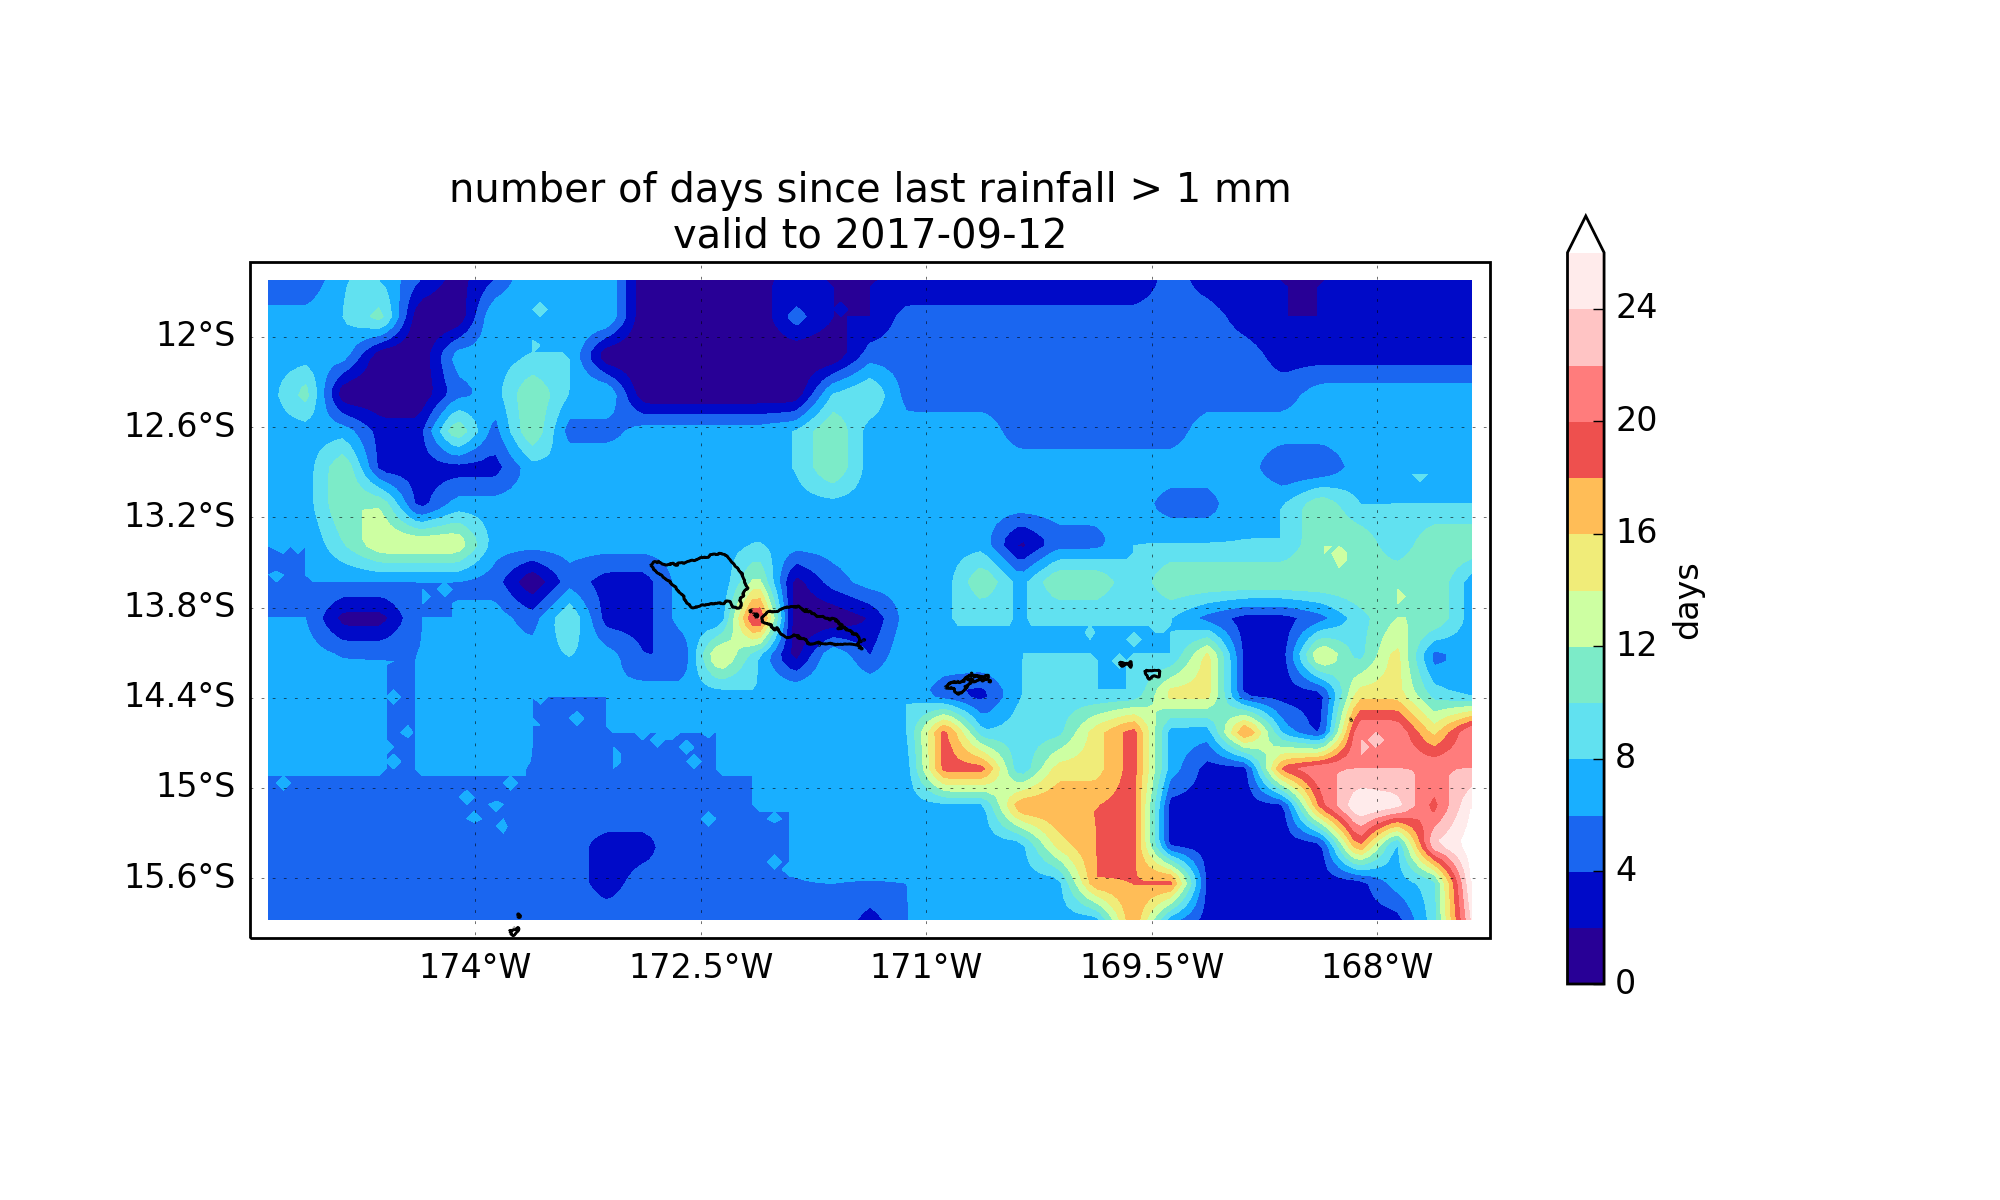 number of days since last rainfall > 1 mm
valid to 2017-09-12
12°S
12.6°S
13.2°S
13.8°S
14.4°S
15°S
15.6°S
174°W
172.5°W
171°W
169.5°W
168°W
24
20
16
12
8
4
0
days